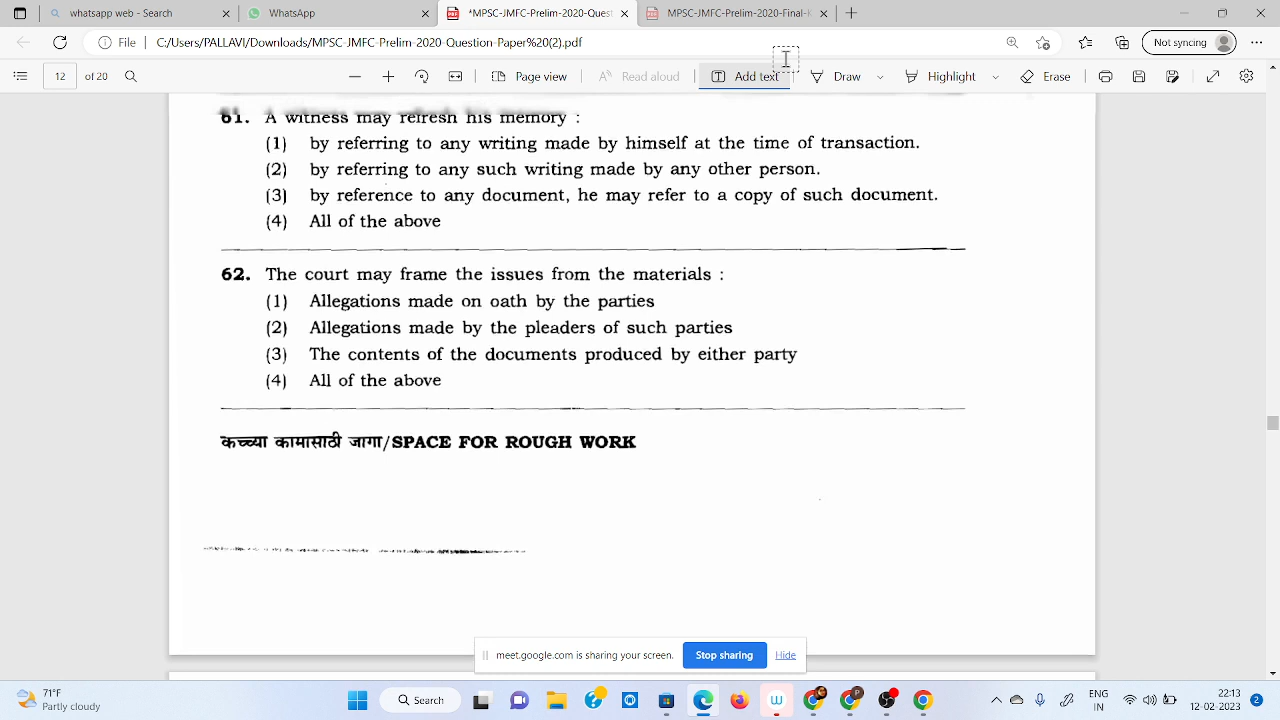 whatsapp web - Search
MPSC-JMFC-Prelim-2020-Quest
MPSC-JMFC-Prelim-2020-Final-K
File C:/Users/PALLAVI/Downloads/MPSC-JMFC-Prelim-2020-Question-Paper%20(2).pdf Not syncing
12 of 20 Page view Read aloud Add text Draw Highlight Erase
61. A witness may refresh his memory :
(1) by referring to any writing made by himself at the time of transaction.
(2) by referring to any such writing made by any other person.
(3) by reference to any document, he may refer to a copy of such document.
(4) All of the above
62. The court may frame the issues from the materials :
(1) Allegations made on oath by the parties
(2) Allegations made by the pleaders of such parties
(3) The contents of the documents produced by either party
(4) All of the above
कच्च्या कामासाठी जागा/SPACE FOR ROUGH WORK
meet.google.com is sharing your screen. Stop sharing Hide
71°F
Partly cloudy
Search
ENG
IN
23:13
12-02-2023
2